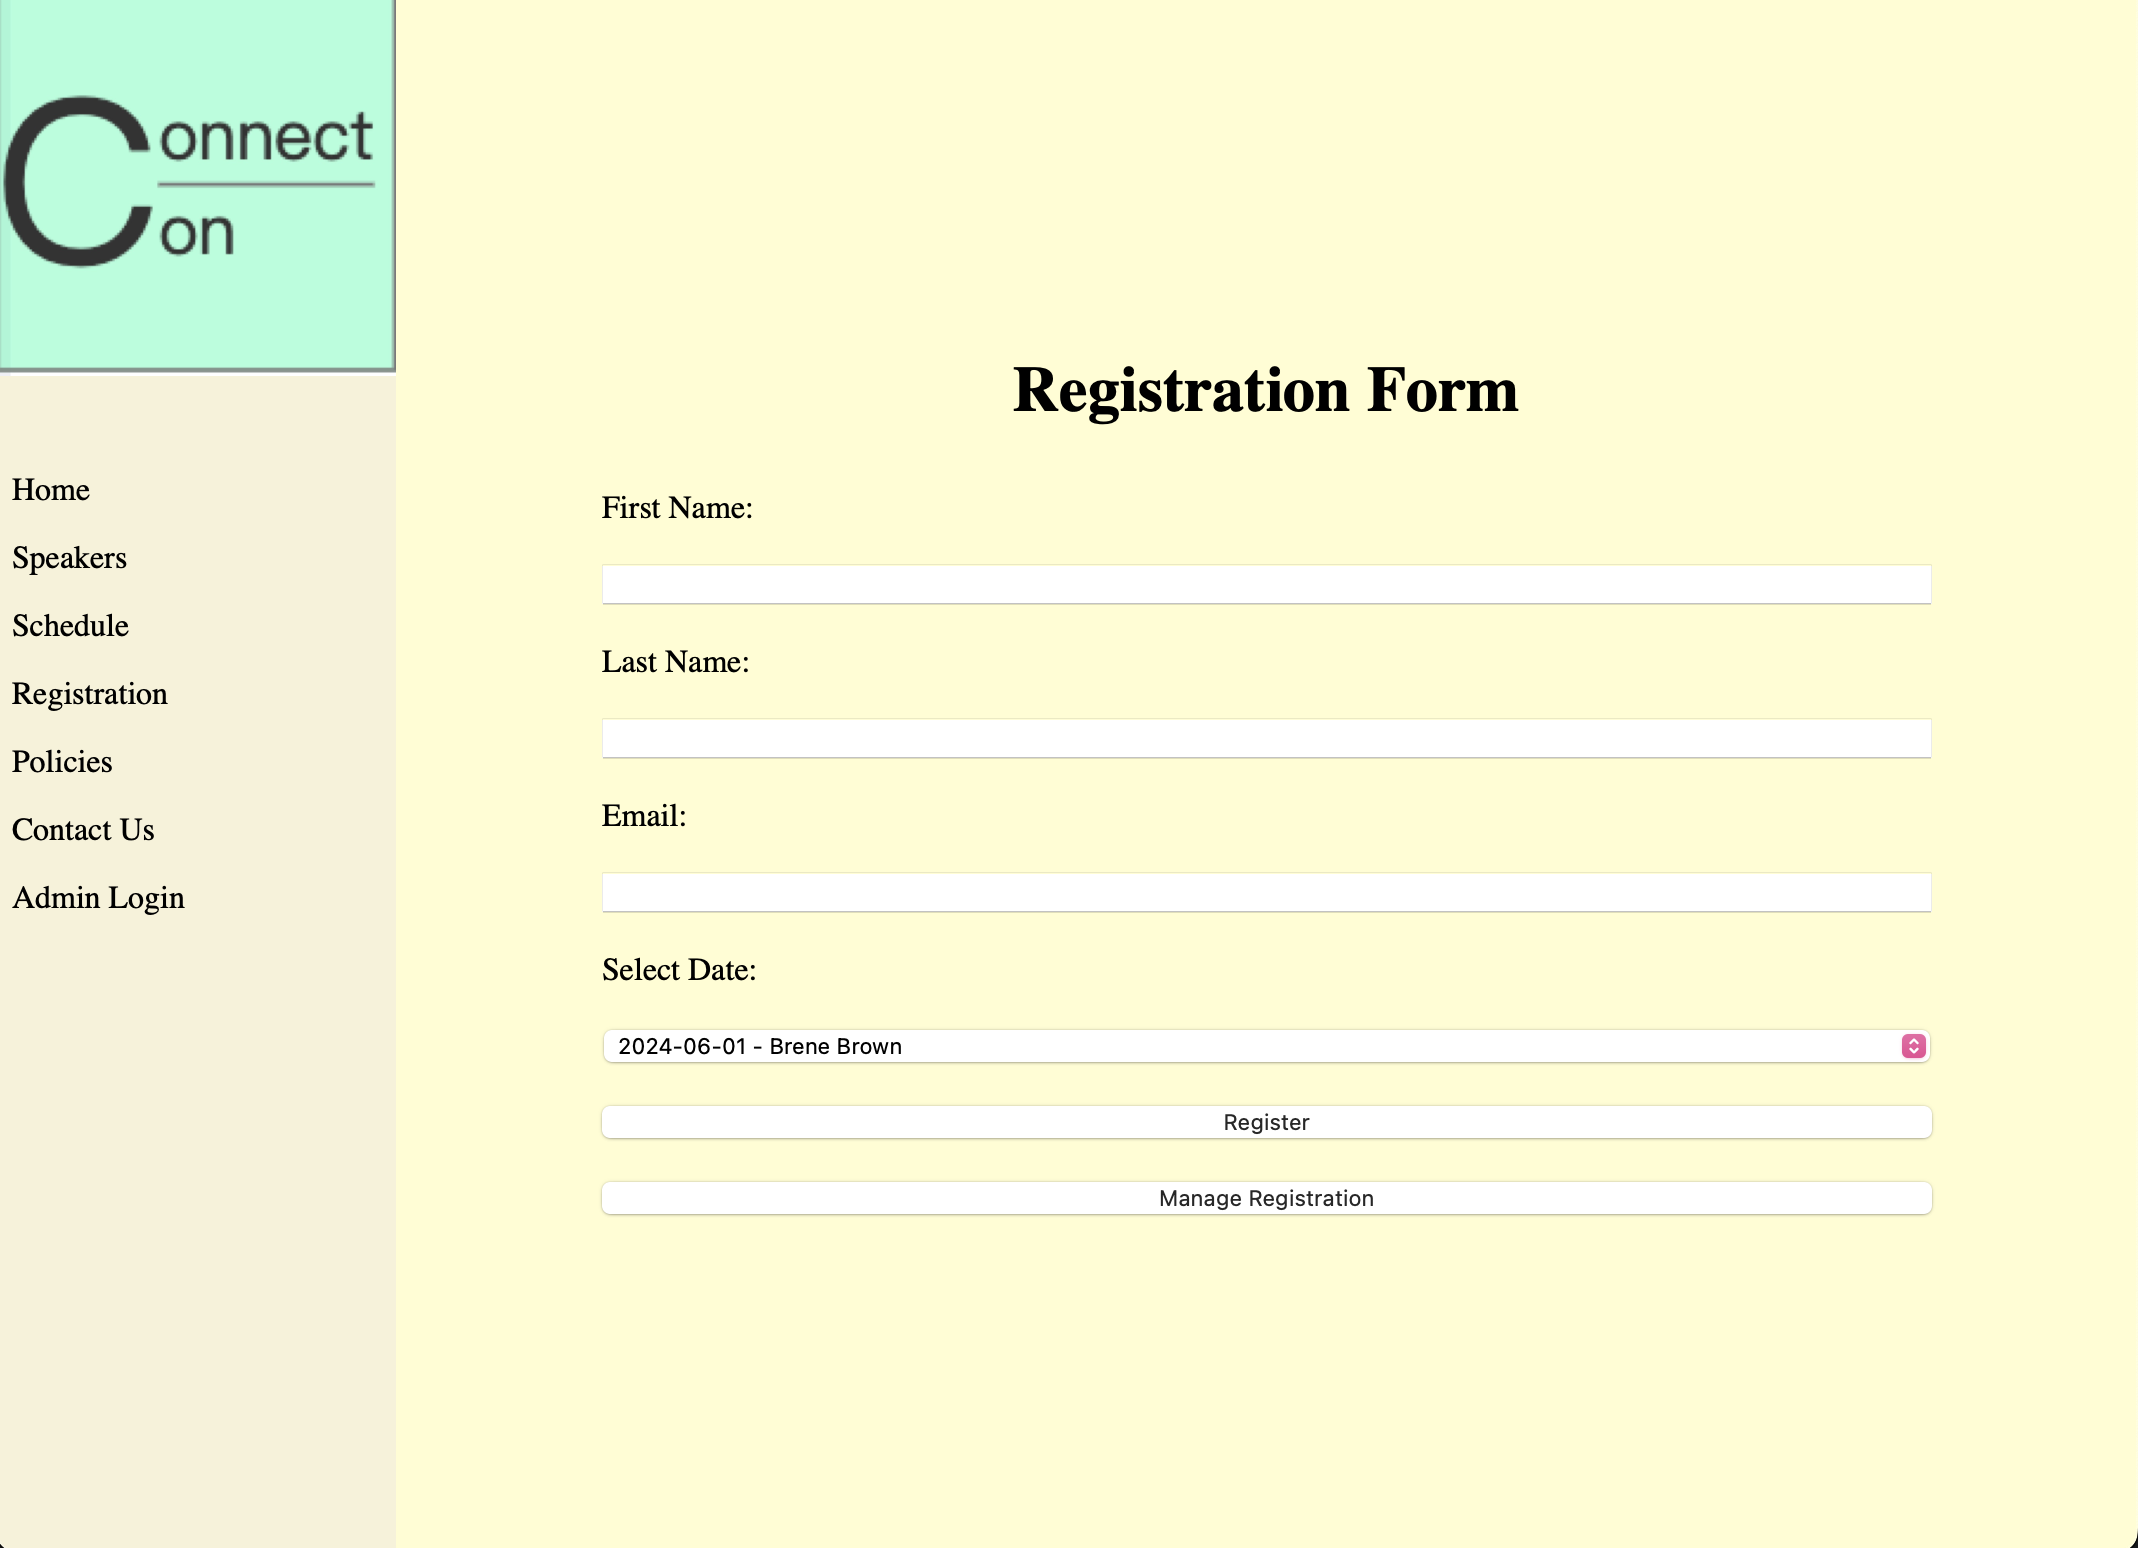 Connect
Con
Home
Speakers
Schedule
Registration
Policies
Contact Us
Admin Login
Registration Form
First Name:
Last Name:
Email:
Select Date:
2024-06-01 - Brene Brown
Register
Manage Registration